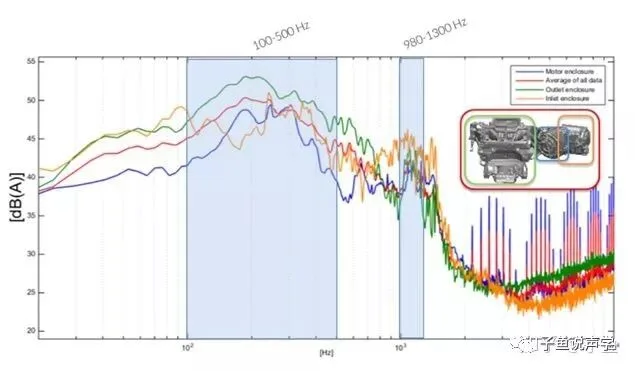 100-500 Hz
980-1300 Hz
Motor enclosure
Average of all data
Outlet enclosure
Inlet enclosure
[dB(A)]
55
50
45
40
35
30
25
20
10²
10³
[Hz]
子鱼说声学